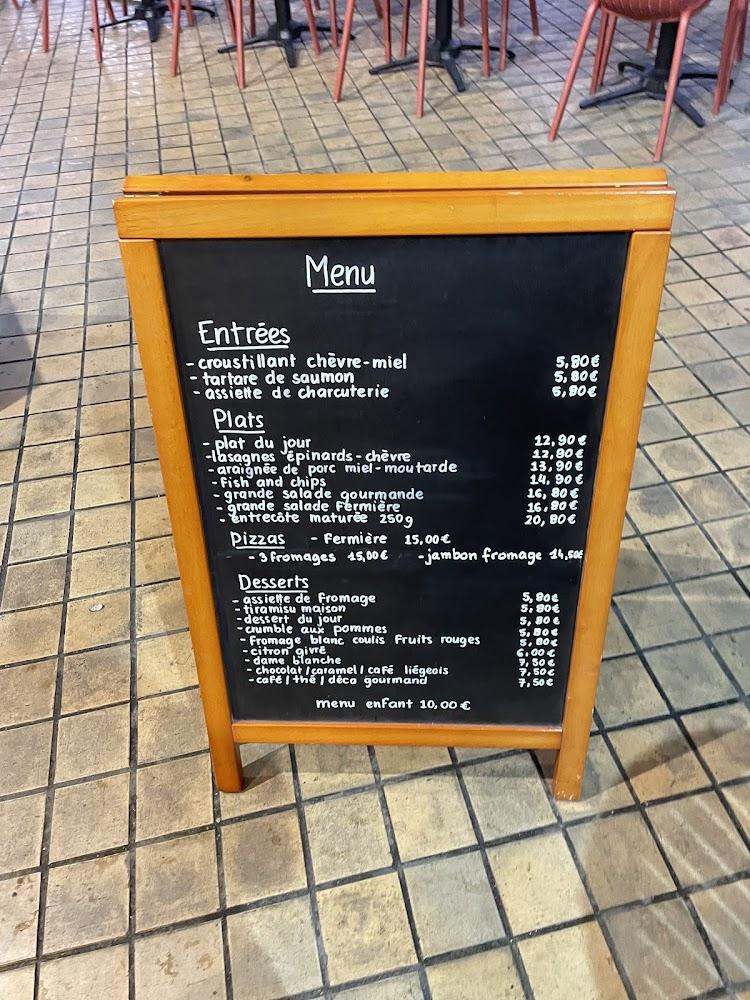 Menu
Entrées
- croustillant chèvre-miel 5,80€
- tartare de saumon 5,80€
- assiette de charcuterie 5,80€
Plats
- plat du jour 12,90€
- lasagnes épinards-chèvre 12,90€
- araignée de porc miel-moutarde 13,90€
- fish and chips 14,90€
- grande salade gourmande 16,80€
- grande salade Fermière 16,80€
- entrecôte maturée 250g 20,80€
Pizzas - Fermière 15,00€
- 3 fromages 15,00€ - jambon fromage 14,50€
Desserts
- assiette de fromage 5,80€
- tiramisu maison 5,80€
- dessert du jour 5,80€
- crumble aux pommes 5,80€
- fromage blanc coulis fruits rouges 5,80€
- citron givré 6,00€
- dame blanche 7,50€
- chocolat/caramel/café liégeois 7,50€
- café/thé/déca gourmand 7,50€
menu enfant 10,00€